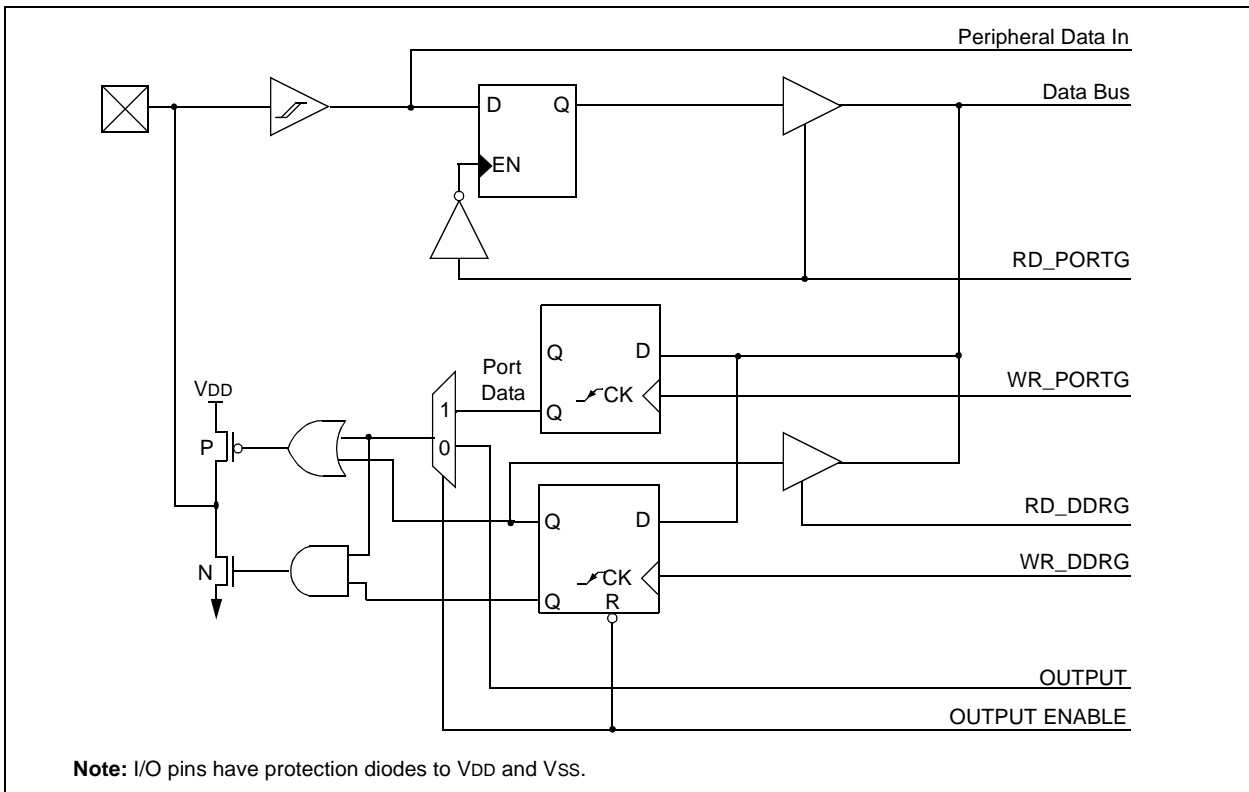 Peripheral Data In
Data Bus
D Q
EN
RD_PORTG
Q D
Port
Data
CK
Q
WR_PORTG
VDD
P
1
0
RD_DDRG
Q D
N
CK
WR_DDRG
Q R
OUTPUT
OUTPUT ENABLE
Note: I/O pins have protection diodes to VDD and VSS.